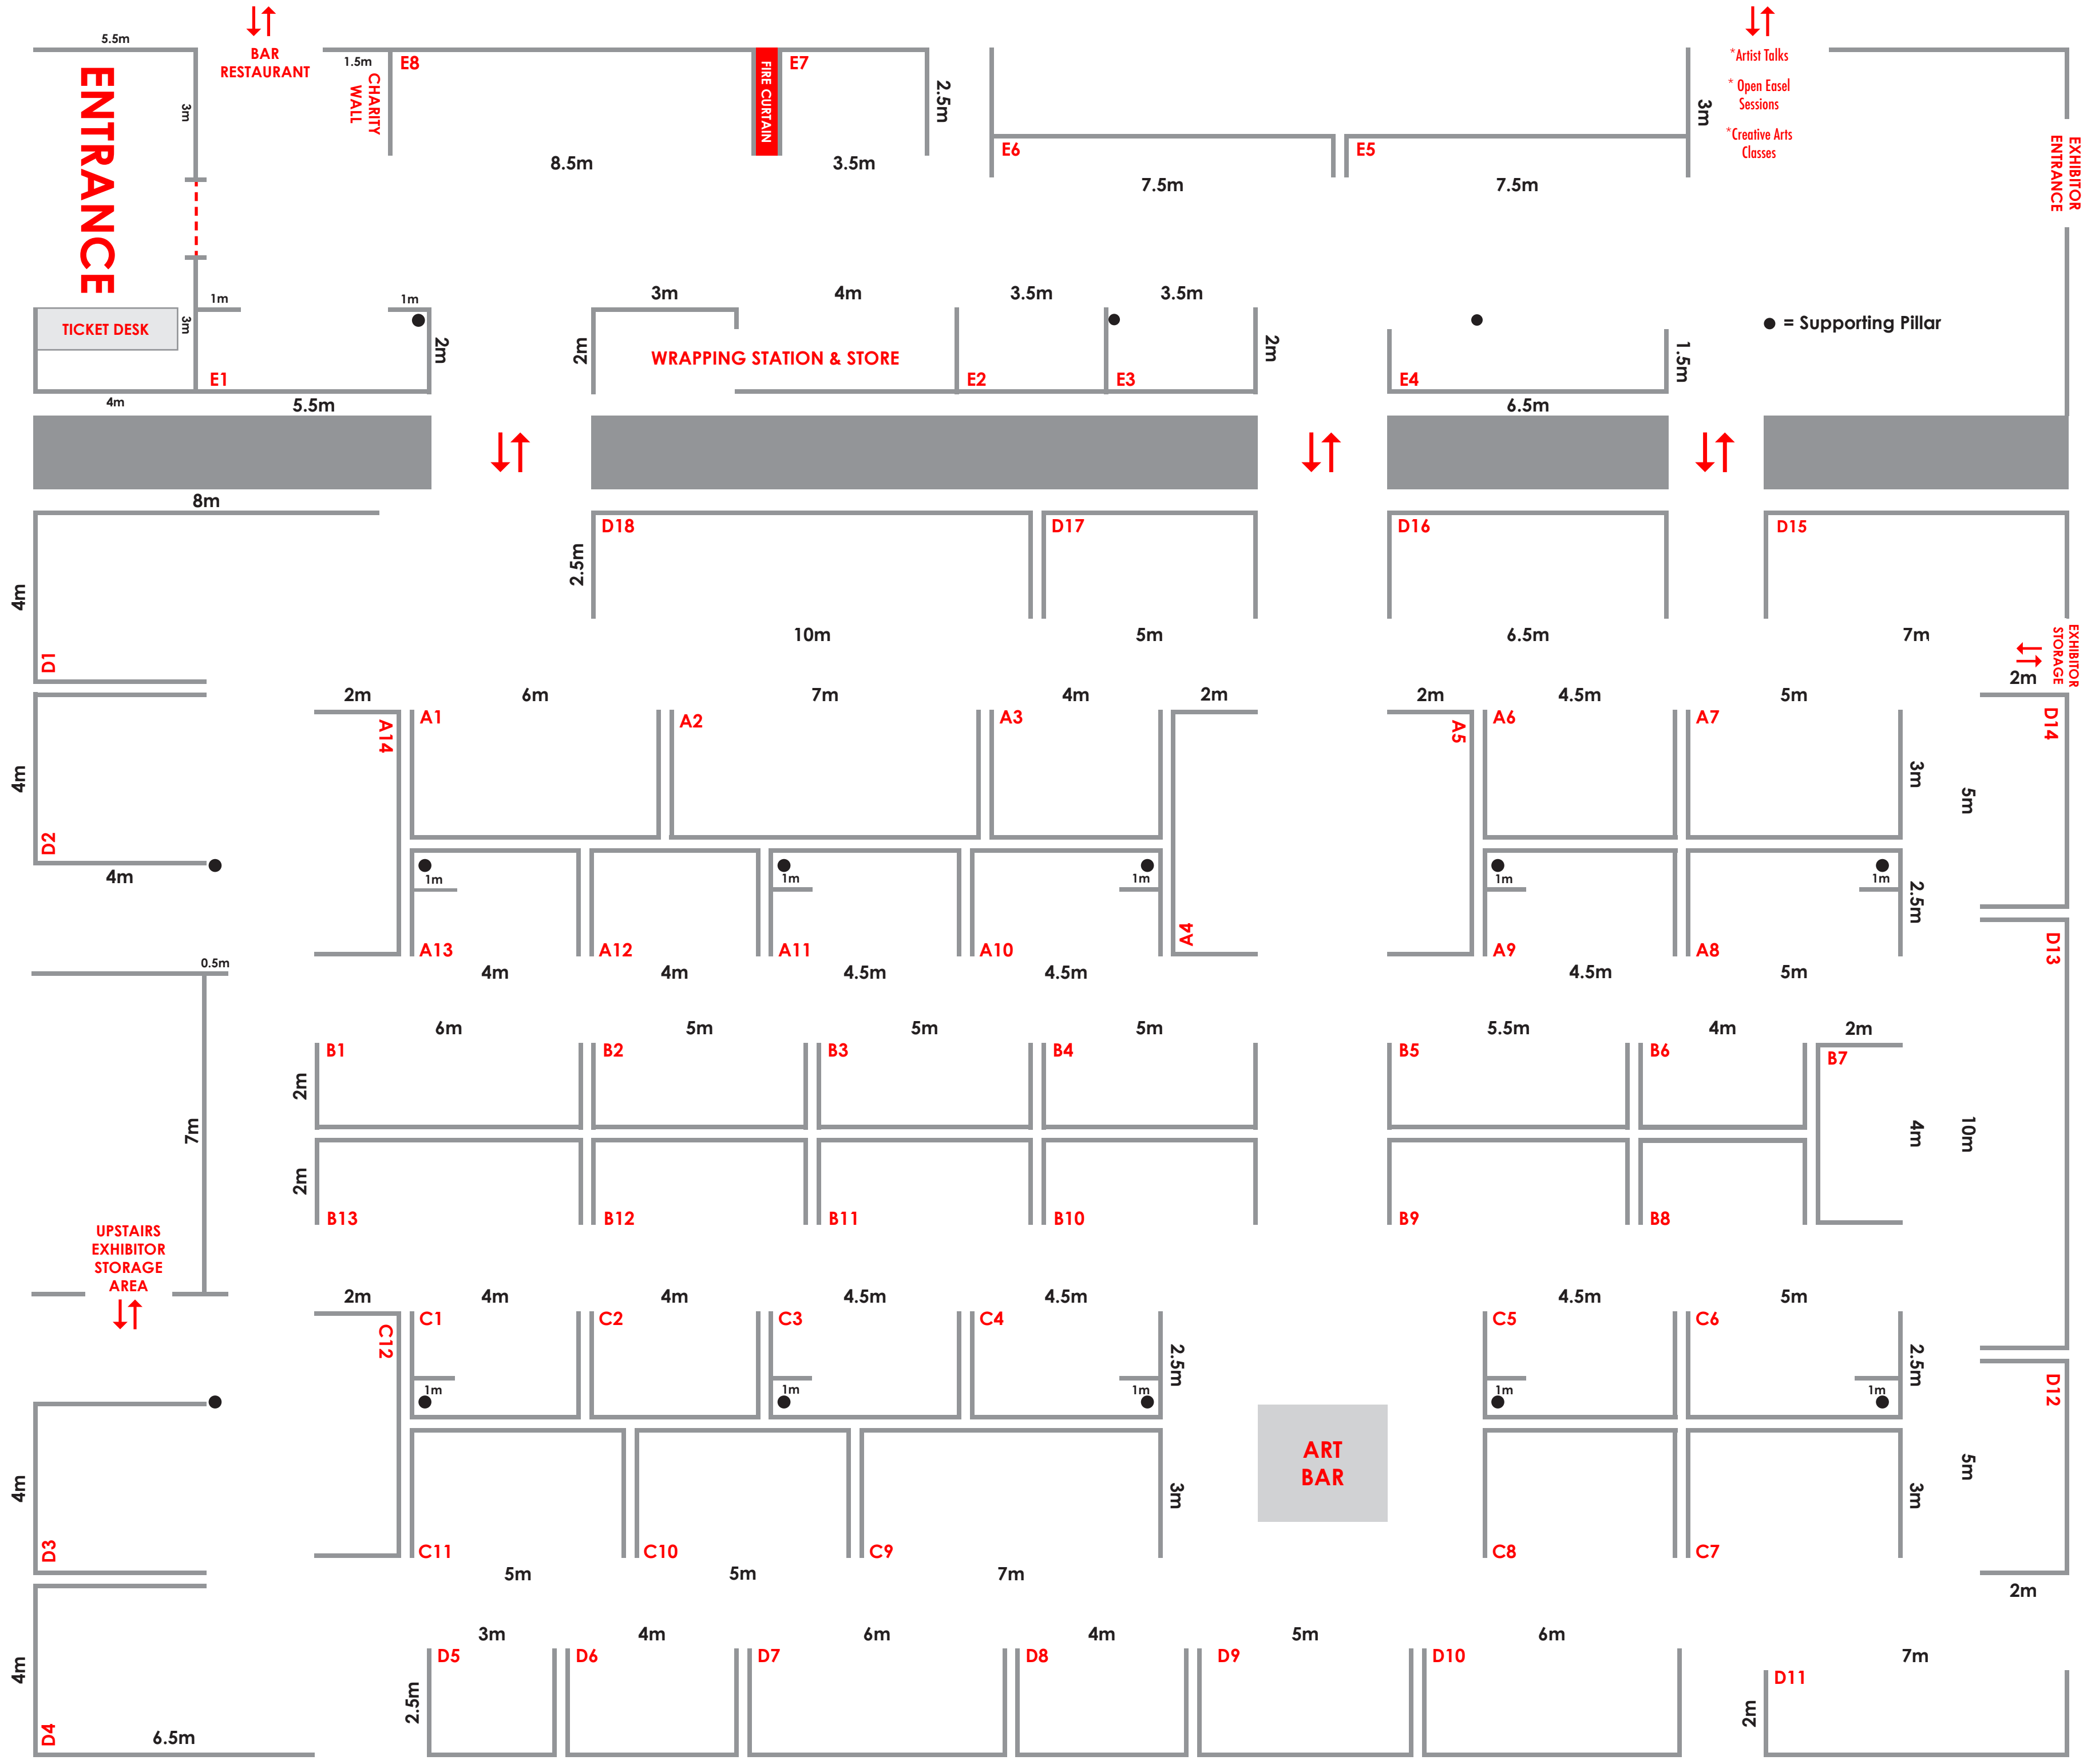 5.5m
BAR
RESTAURANT
1.5m
CHARITY
WALL
E8
FIRE CURTAIN
E7
2.5m
3m
*Artist Talks
* Open Easel
Sessions
*Creative Arts
Classes
ENTRANCE
3m
8.5m
3.5m
E6
7.5m
E5
7.5m
EXHIBITOR
ENTRANCE
1m
1m
3m
4m
3.5m
3.5m
TICKET DESK
3m
2m
2m
WRAPPING STATION & STORE
2m
1.5m
= Supporting Pillar
E1
E2
E3
E4
4m
5.5m
6.5m
8m
D18
D17
D16
D15
2.5m
4m
10m
5m
6.5m
7m
D1
EXHIBITOR
STORAGE
2m
2m
6m
7m
4m
2m
2m
4.5m
5m
A14
A1
A2
A3
A5
A6
A7
D14
4m
3m
5m
D2
4m
1m
1m
1m
1m
2.5m
A4
A13
A12
A11
A10
A9
A8
D13
0.5m
4m
4m
4.5m
4.5m
4.5m
5m
6m
5m
5m
5m
5.5m
4m
2m
B1
B2
B3
B4
B5
B6
B7
2m
7m
4m
10m
2m
B13
B12
B11
B10
B9
B8
UPSTAIRS
EXHIBITOR
STORAGE
AREA
2m
4m
4m
4.5m
4.5m
4.5m
5m
C12
C1
C2
C3
C4
C5
C6
2.5m
2.5m
D12
1m
1m
1m
1m
1m
ART
BAR
4m
3m
3m
5m
D3
C11
C10
C9
C8
C7
5m
5m
7m
2m
3m
4m
6m
4m
5m
6m
7m
D5
D6
D7
D8
D9
D10
D11
4m
2.5m
2m
D4
6.5m